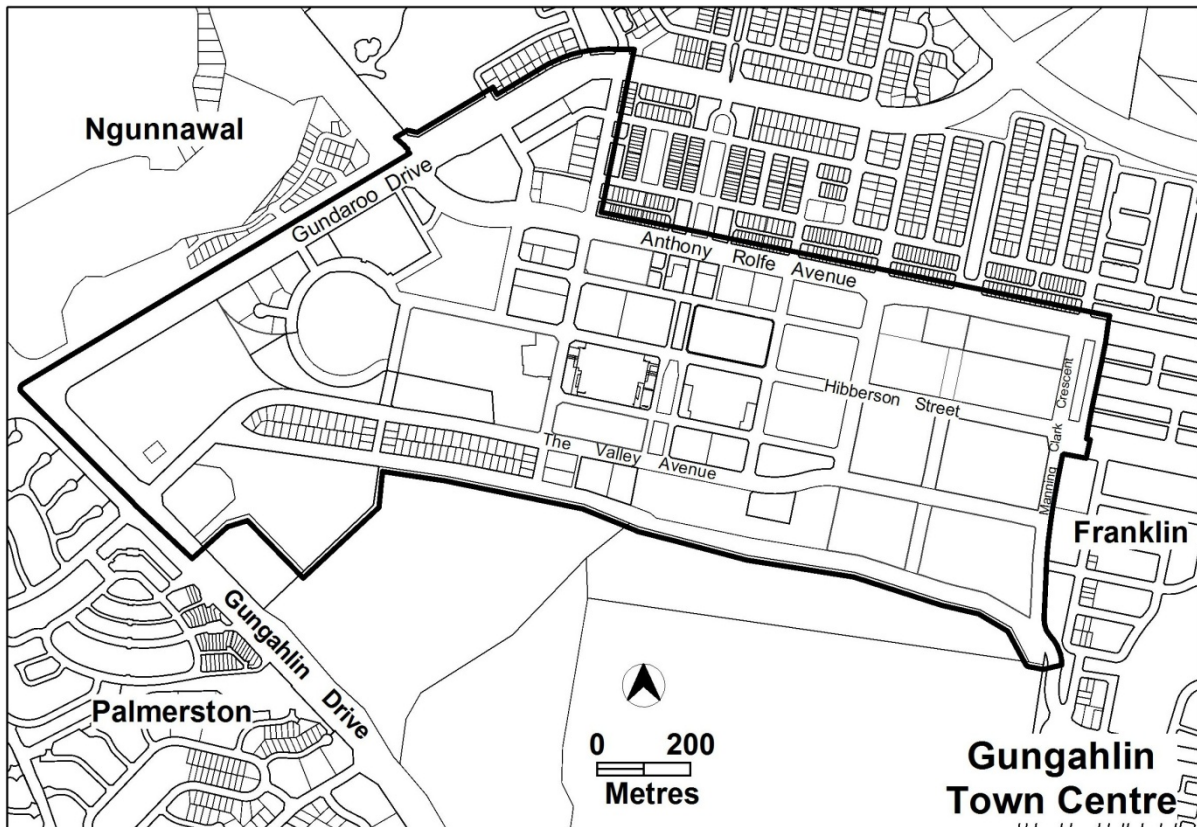 Ngunnawal
Gundaroo Drive
Anthony Rolfe Avenue
Hibberson Street
Manning Clark Crescent
The Valley Avenue
Franklin
Gungahlin Drive
Palmerston
0 200
Metres
Gungahlin
Town Centre